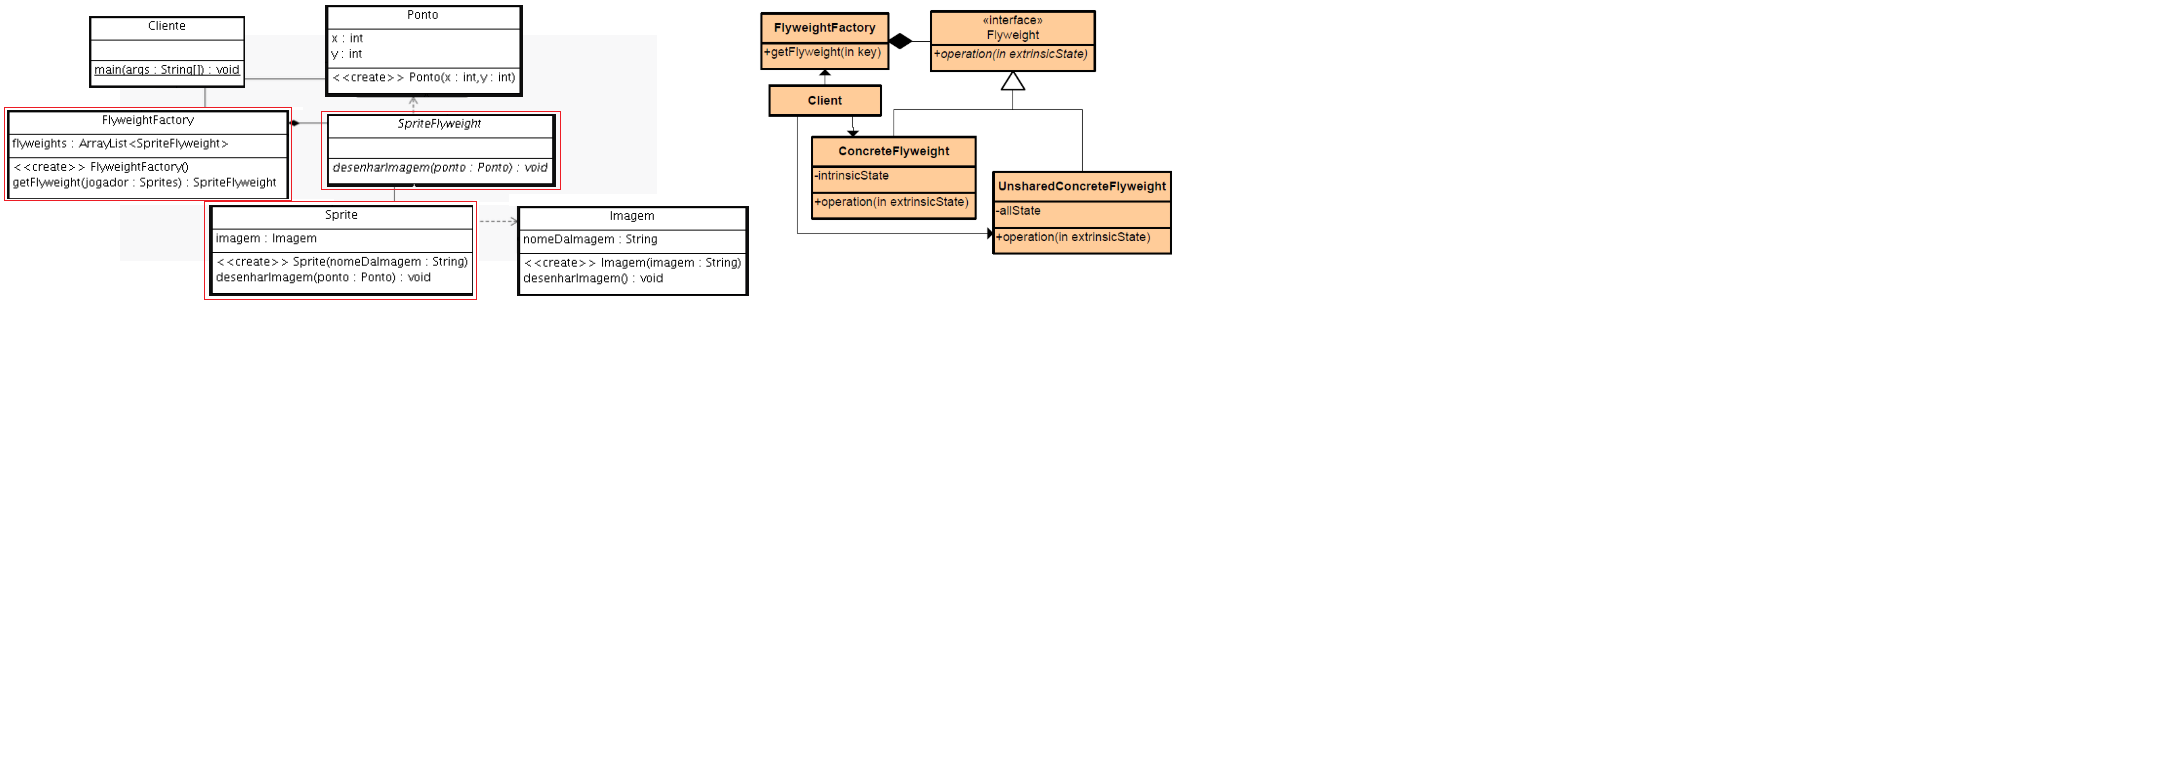 Cliente
main(args : String[]) : void
Ponto
x : int
y : int
<<create>> Ponto(x : int,y : int)
FlyweightFactory
flyweights : ArrayList<SpriteFlyweight>
<<create>> FlyweightFactory()
getFlyweight(jogador : Sprites) : SpriteFlyweight
SpriteFlyweight
desenharImagem(ponto : Ponto) : void
Sprite
imagem : Imagem
<<create>> Sprite(nomeDaImagem : String)
desenharImagem(ponto : Ponto) : void
Imagem
nomeDaImagem : String
<<create>> Imagem(imagem : String)
desenharImagem() : void
FlyweightFactory
+getFlyweight(in key)
«interface»
Flyweight
+operation(in extrinsicState)
Client
ConcreteFlyweight
-intrinsicState
+operation(in extrinsicState)
UnsharedConcreteFlyweight
-allState
+operation(in extrinsicState)